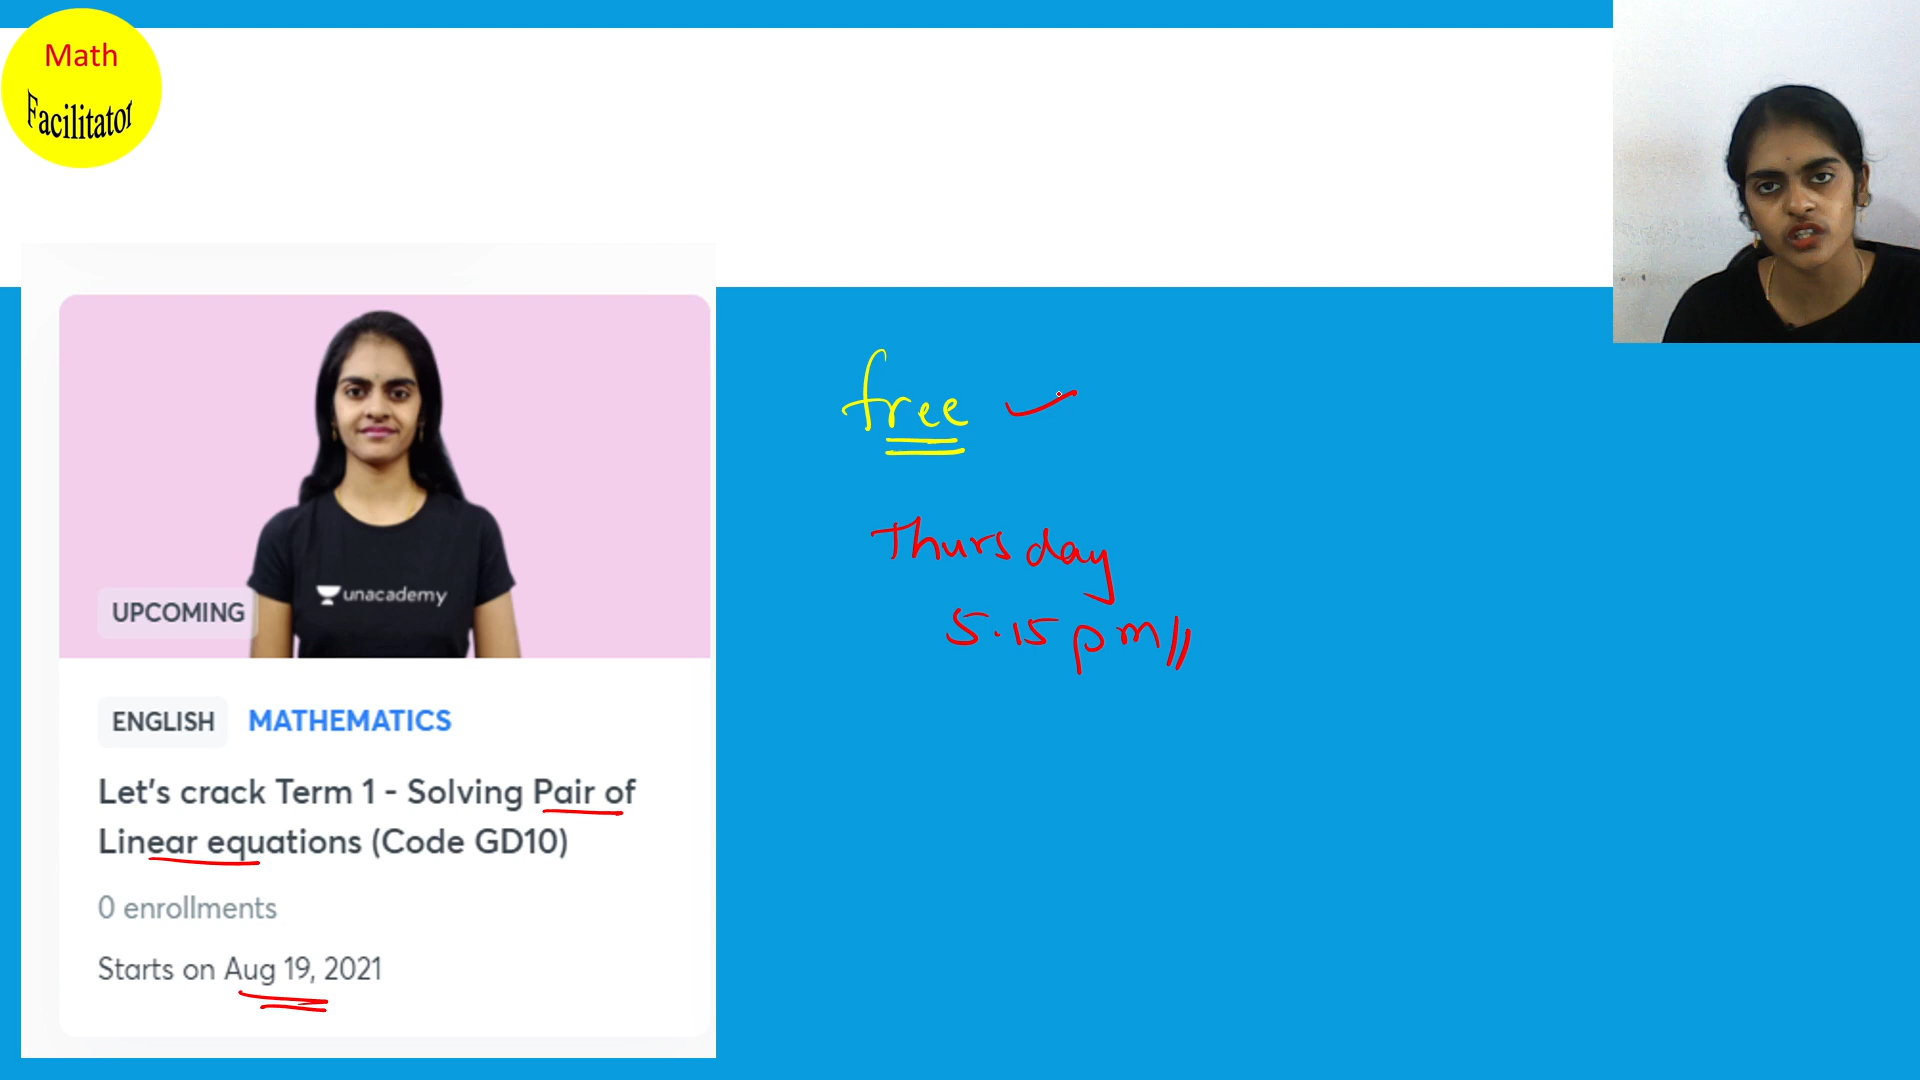 Math
Facilitator
free
Thursday
5.15 pm
unacademy
UPCOMING
ENGLISH MATHEMATICS
Let's crack Term 1 - Solving Pair of
Linear equations (Code GD10)
0 enrollments
Starts on Aug 19, 2021